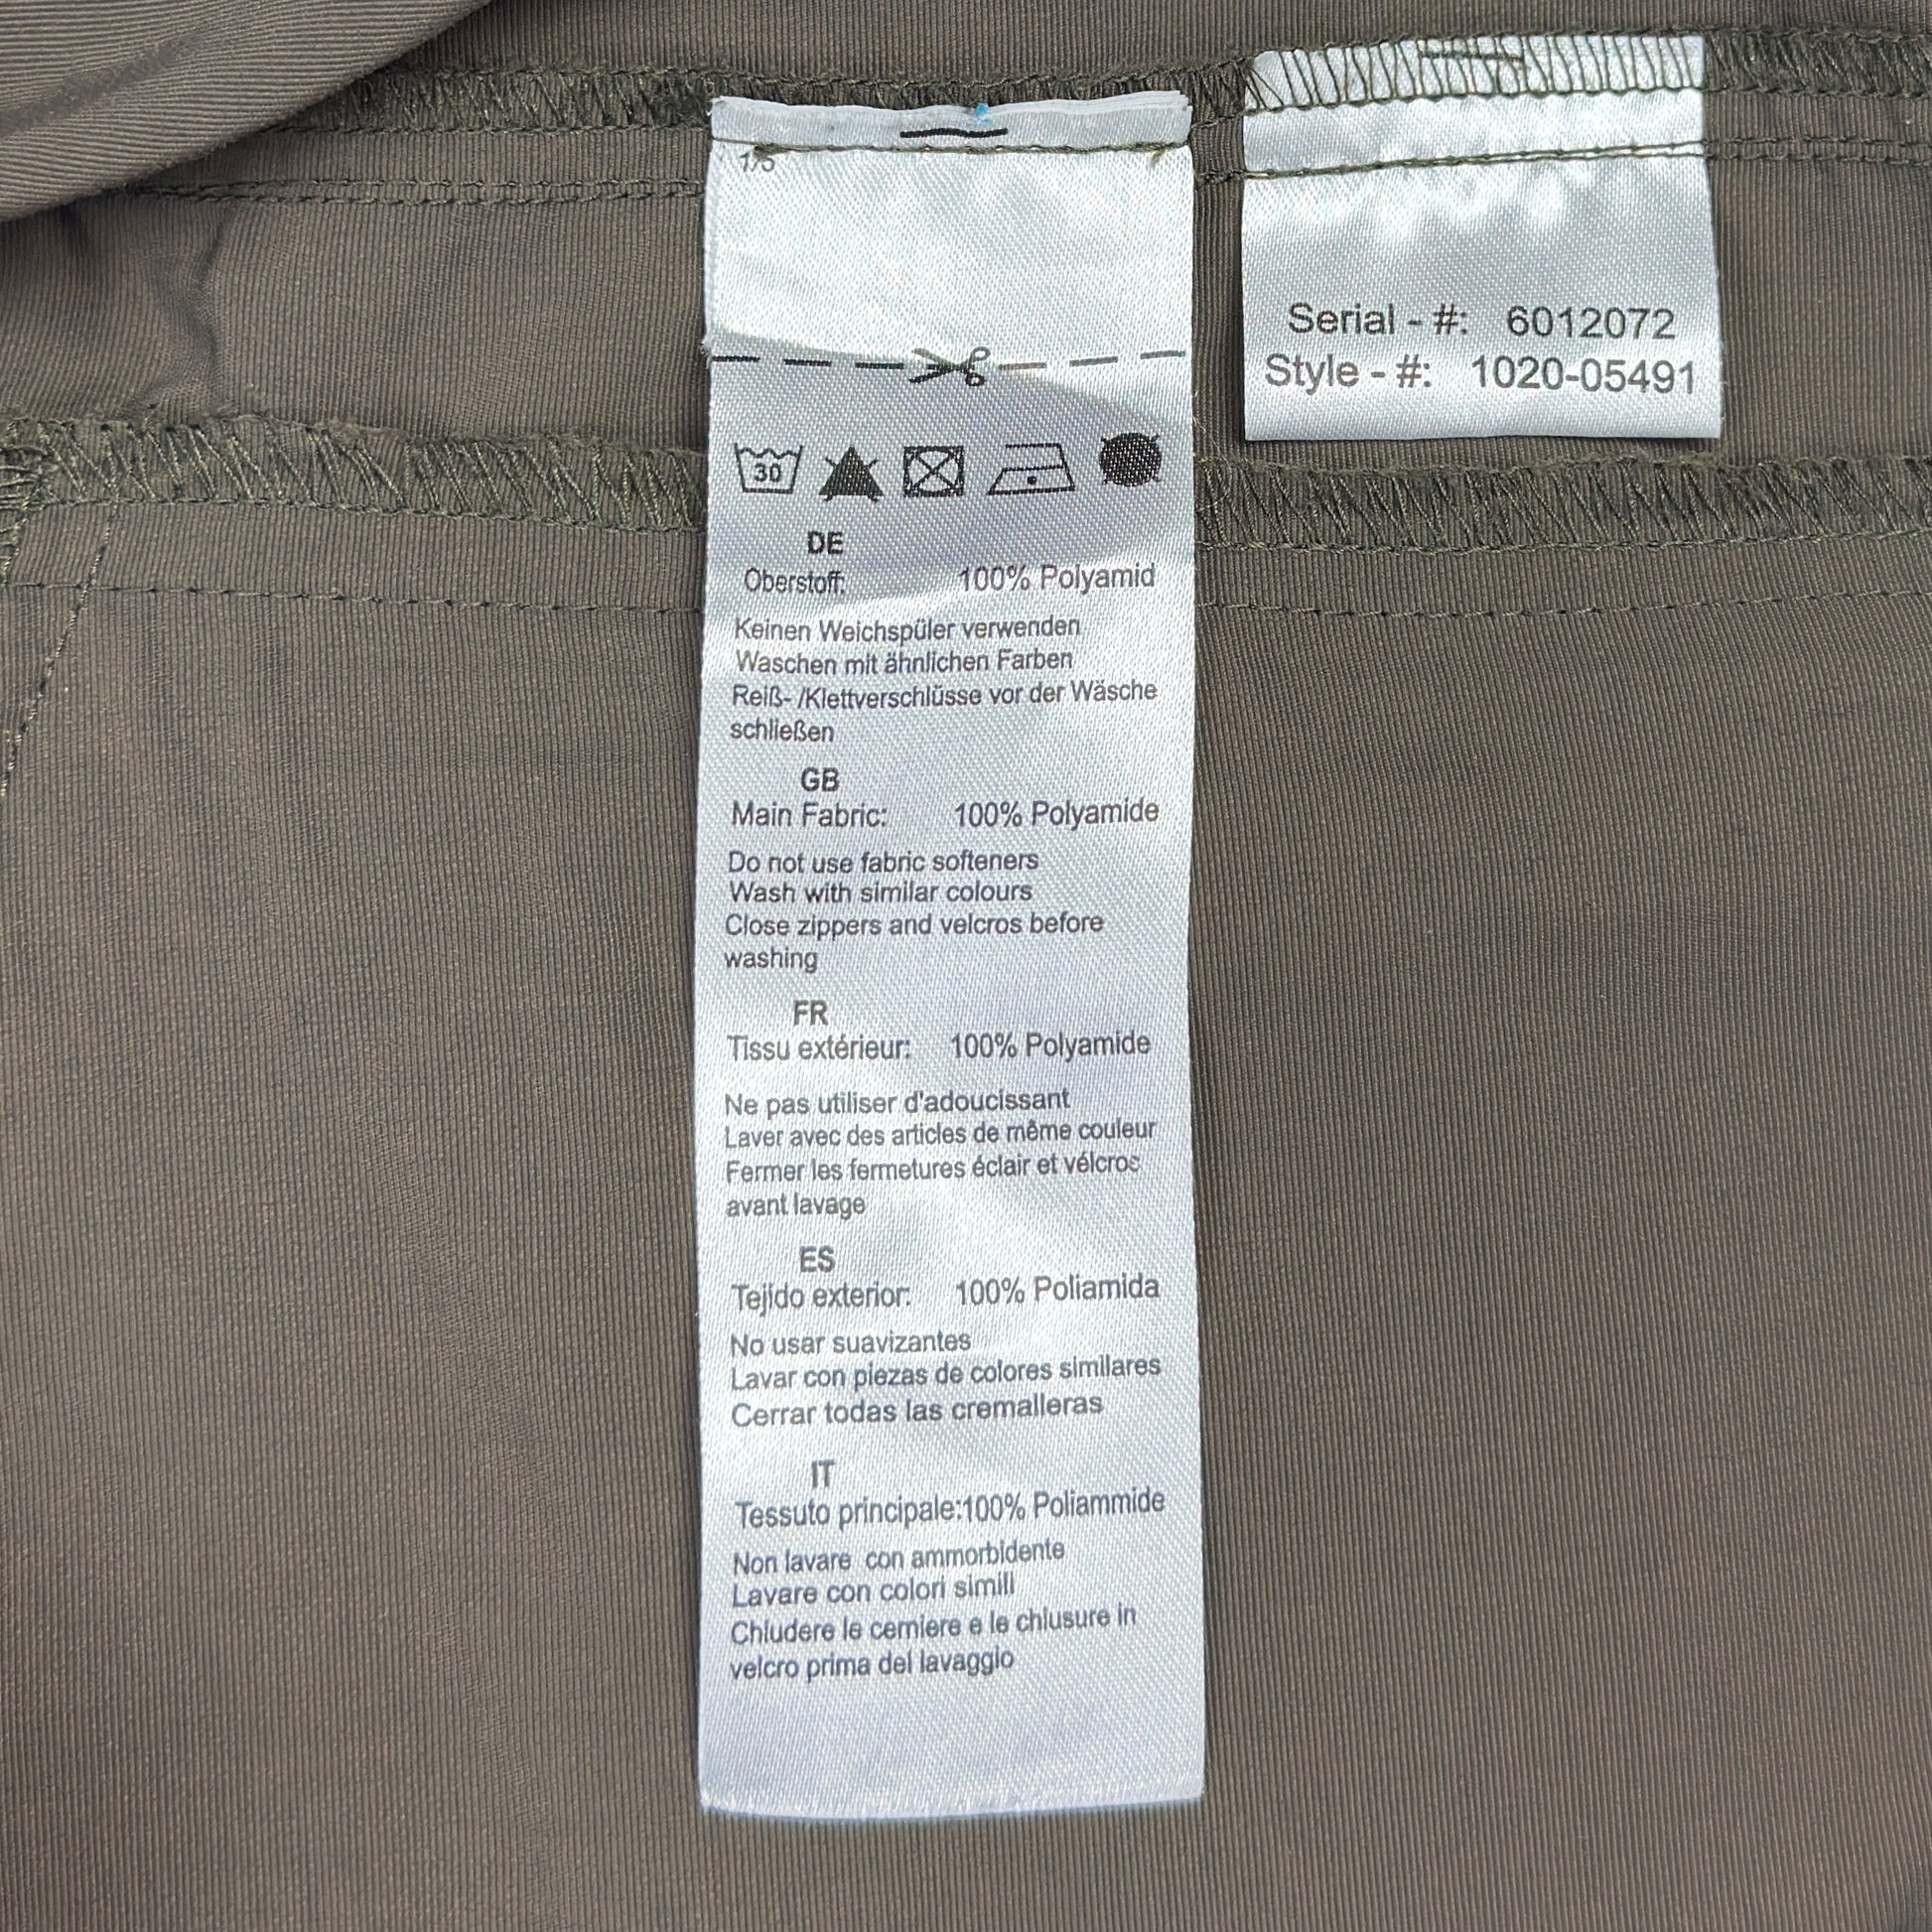 1/5
Serial - #: 6012072
Style - #: 1020-05491
30
DE
Oberstoff: 100% Polyamid
Keinen Weichspüler verwenden
Waschen mit ähnlichen Farben
Reiß- /Klettverschlüsse vor der Wäsche
schließen
GB
Main Fabric: 100% Polyamide
Do not use fabric softeners
Wash with similar colours
Close zippers and velcros before
washing
FR
Tissu extérieur: 100% Polyamide
Ne pas utiliser d'adoucissant
Laver avec des articles de même couleur
Fermer les fermetures éclair et vélcros
avant lavage
ES
Tejido exterior: 100% Poliamida
No usar suavizantes
Lavar con piezas de colores similares
Cerrar todas las cremalleras
IT
Tessuto principale:100% Poliammide
Non lavare con ammorbidente
Lavare con colori simili
Chiudere le cerniere e le chiusure in
velcro prima del lavaggio